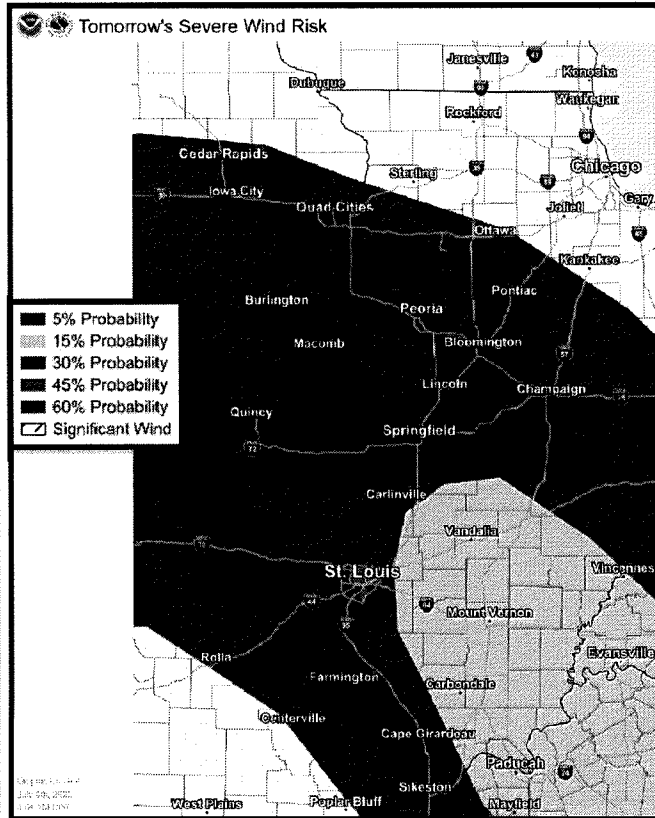 Tomorrow's Severe Wind Risk
Janesville
Dubuque
Kenosha
Waukegan
Rockford
Cedar Rapids
Sterling
Chicago
Iowa City
Quad-Cities
Joliet
Gary
Ottawa
Kankakee
Burlington
Peoria
Pontiac
Macomb
Bloomington
Lincoln
Champaign
Quincy
Springfield
Carlinville
Vandalia
St. Louis
Vincennes
Mount Vernon
Evansville
Rolla
Farmington
Carbondale
Centerville
Cape Girardeau
Paducah
Sikeston
West Plains
Poplar Bluff
Mayfield
5% Probability
15% Probability
30% Probability
45% Probability
60% Probability
Significant Wind
57
72
44